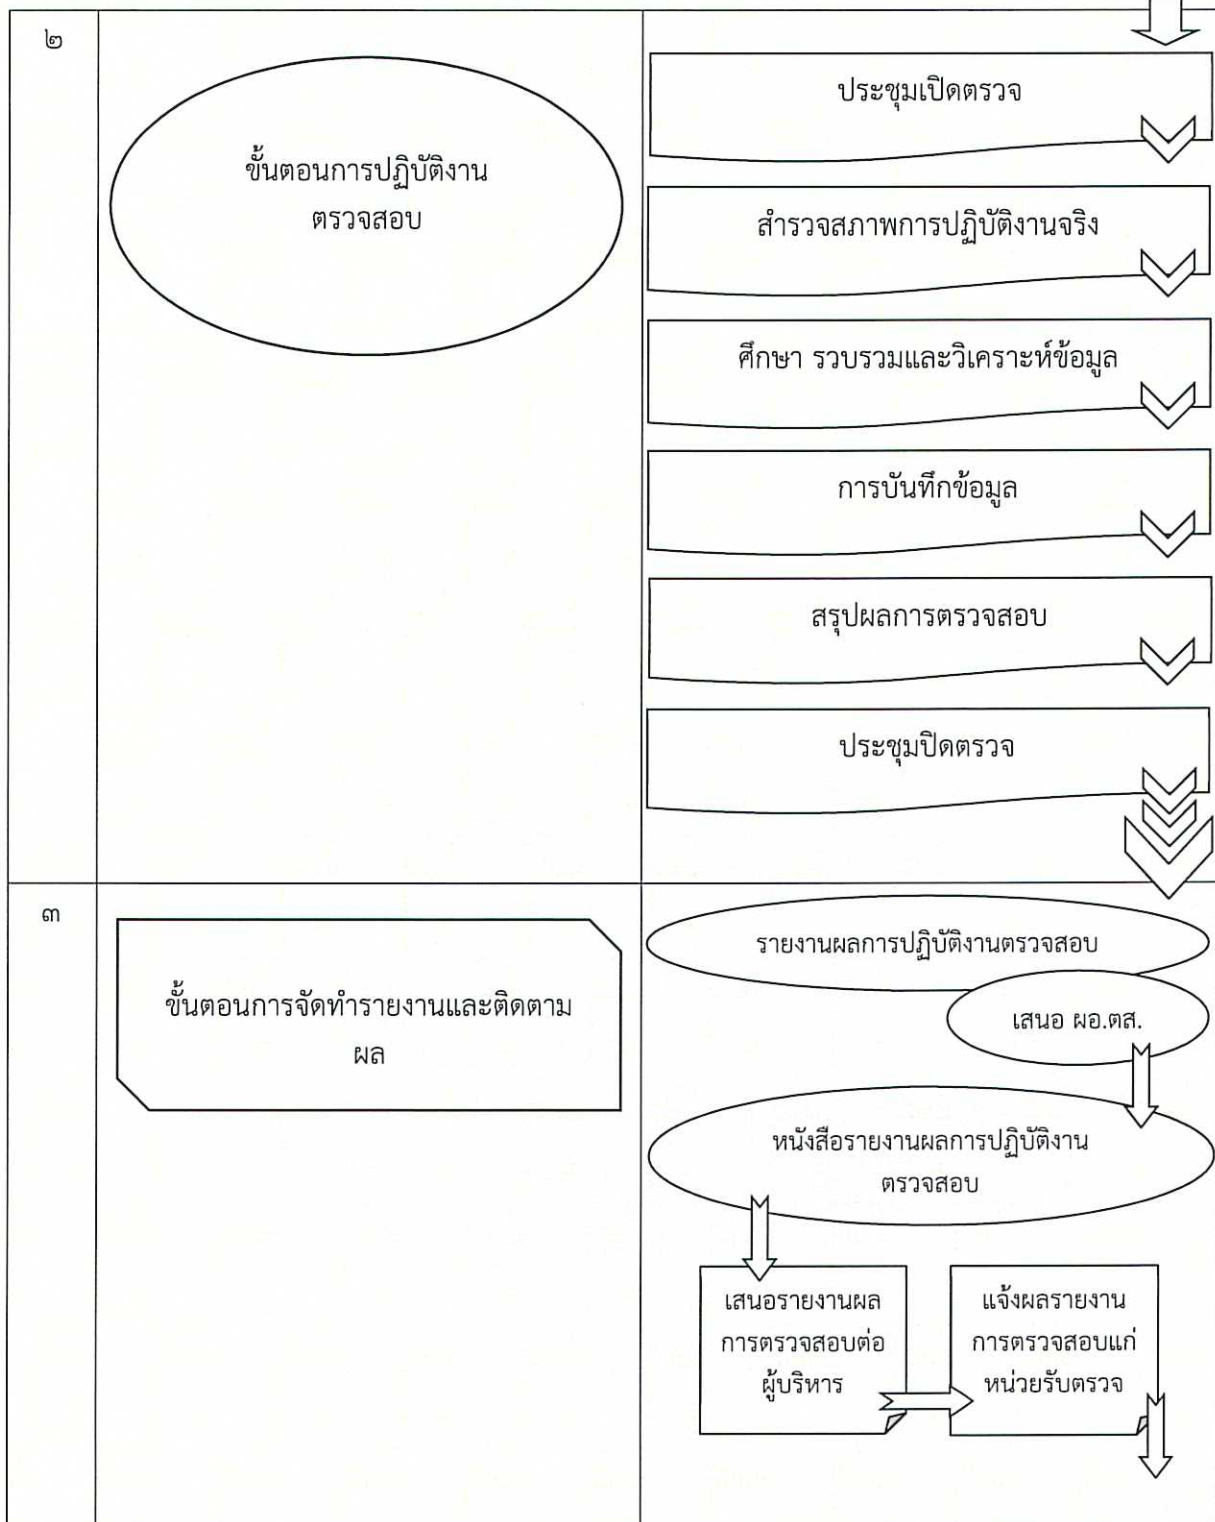 ๒
ขั้นตอนการปฏิบัติงาน
ตรวจสอบ
ประชุมเปิดตรวจ
สำรวจสภาพการปฏิบัติงานจริง
ศึกษา รวบรวมและวิเคราะห์ข้อมูล
การบันทึกข้อมูล
สรุปผลการตรวจสอบ
ประชุมปิดตรวจ
๓
ขั้นตอนการจัดทำรายงานและติดตาม
ผล
รายงานผลการปฏิบัติงานตรวจสอบ
เสนอ ผอ.ตส.
หนังสือรายงานผลการปฏิบัติงาน
ตรวจสอบ
เสนอรายงานผล
การตรวจสอบต่อ
ผู้บริหาร
แจ้งผลรายงาน
การตรวจสอบแก่
หน่วยรับตรวจ